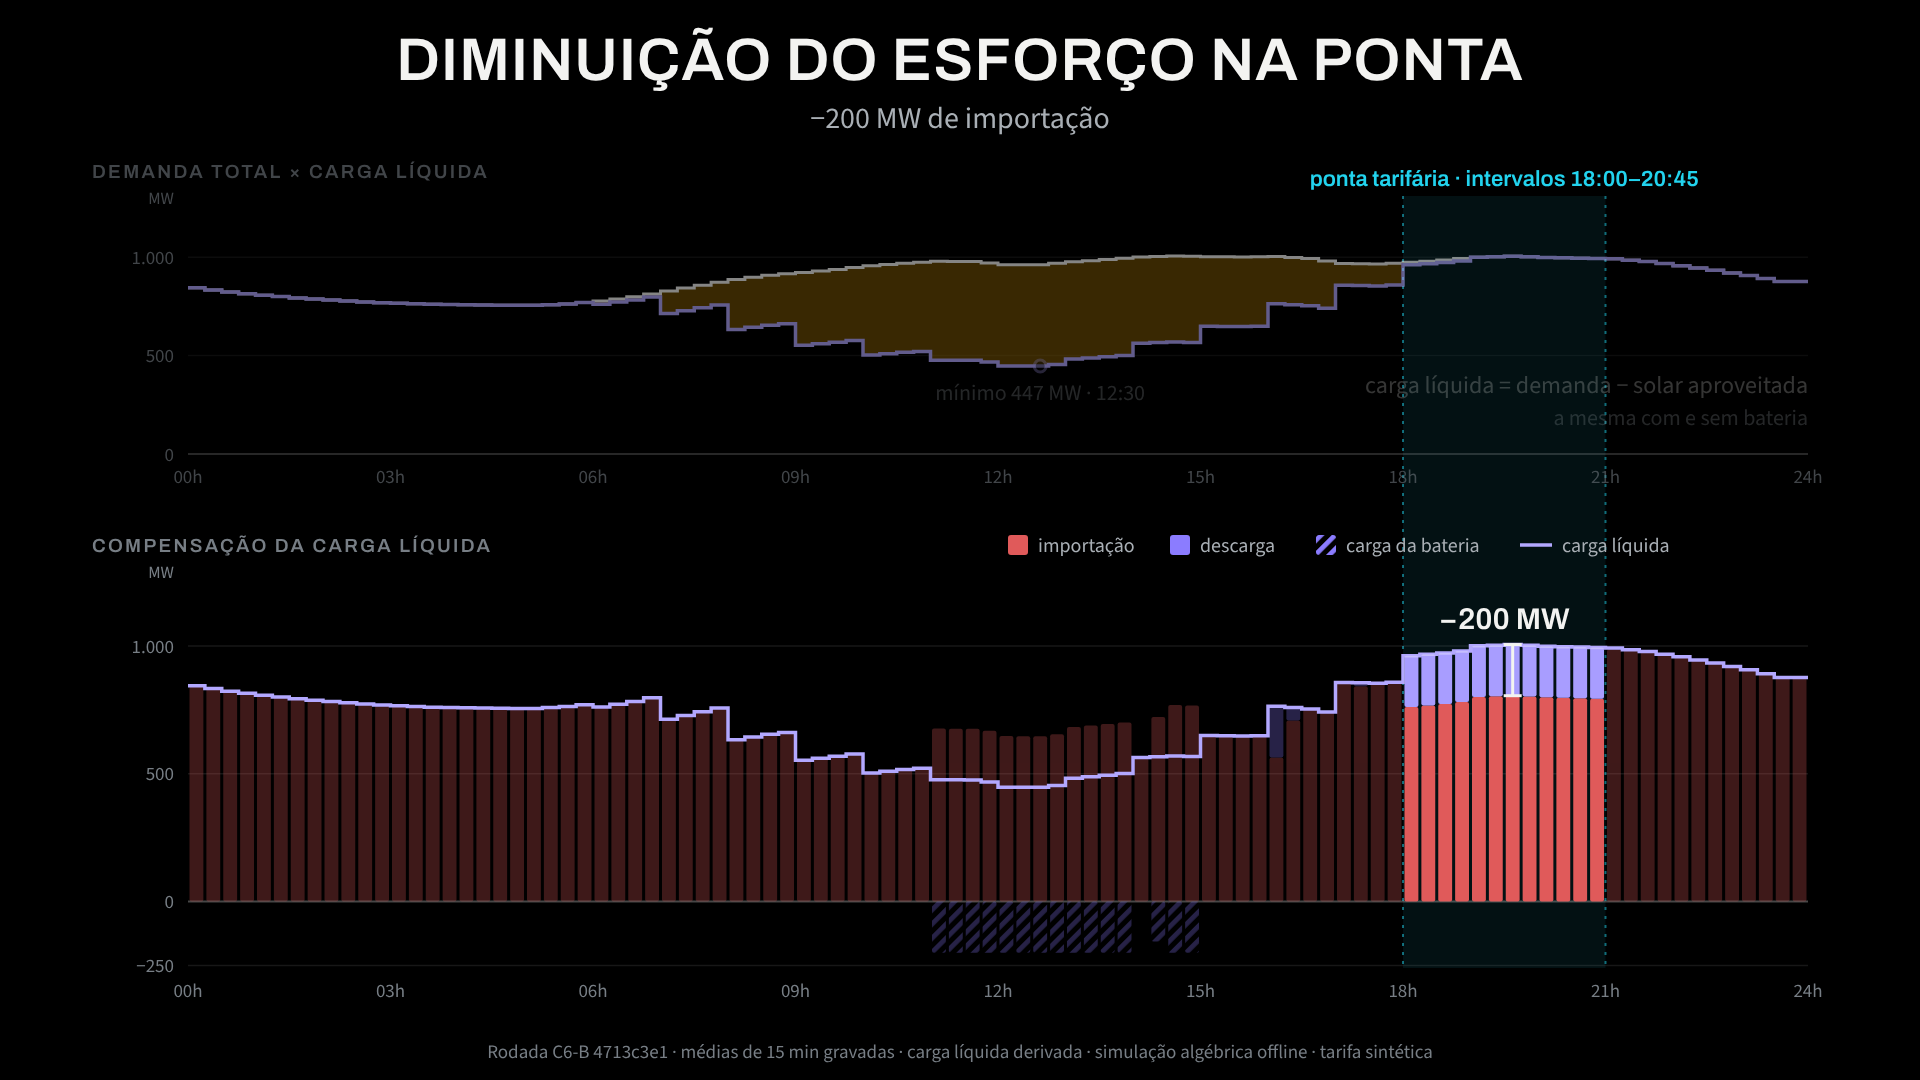 DIMINUIÇÃO DO ESFORÇO NA PONTA
−200 MW de importação
DEMANDA TOTAL × CARGA LÍQUIDA
ponta tarifária · intervalos 18:00–20:45
MW
1.000
500
0
mínimo 447 MW · 12:30
carga líquida = demanda − solar aproveitada
a mesma com e sem bateria
00h 03h 06h 09h 12h 15h 18h 21h 24h
COMPENSAÇÃO DA CARGA LÍQUIDA
importação descarga carga da bateria carga líquida
MW
−200 MW
1.000
500
0
−250
00h 03h 06h 09h 12h 15h 18h 21h 24h
Rodada C6-B 4713c3e1 · médias de 15 min gravadas · carga líquida derivada · simulação algébrica offline · tarifa sintética